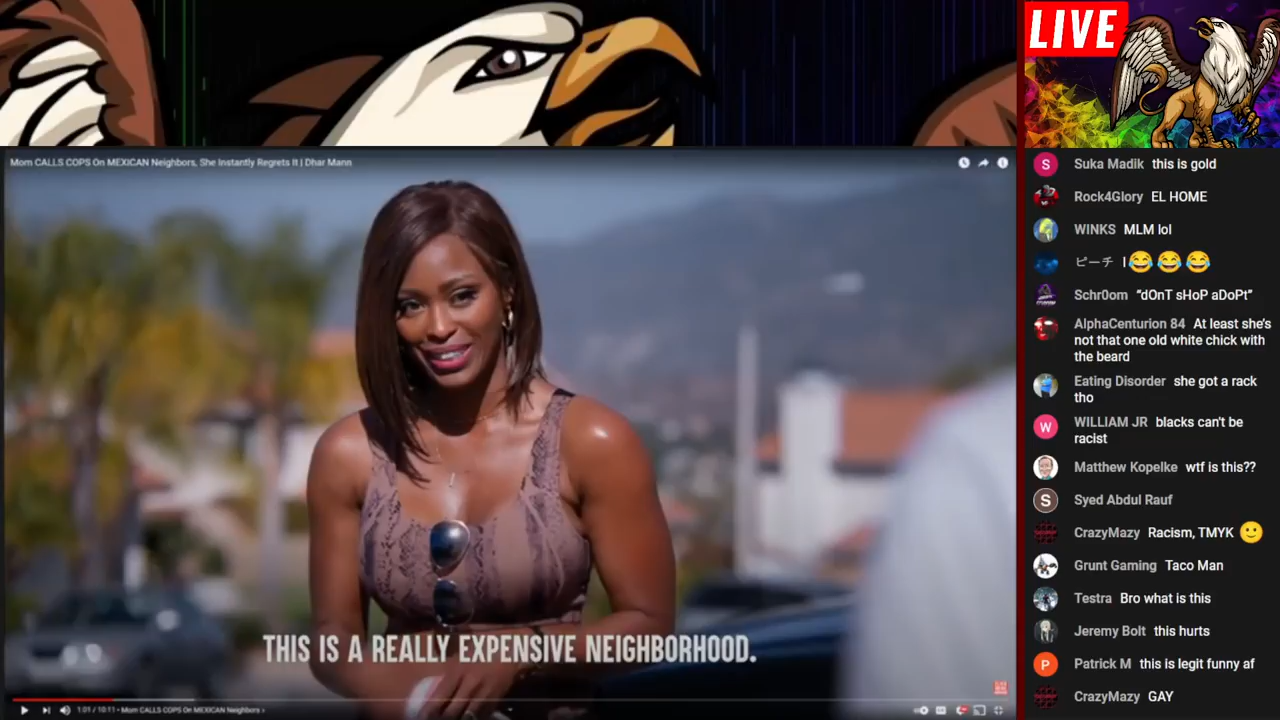 LIVE
Mom CALLS COPS On MEXICAN Neighbors, She Instantly Regrets It | Dhar Mann
THIS IS A REALLY EXPENSIVE NEIGHBORHOOD.
1:01 / 10:11 • Mom CALLS COPS On MEXICAN Neighbors ›
S
Suka Madik this is gold
Rock4Glory EL HOME
WINKS MLM lol
ピーチ I😂😂😂
Schr0om “dOnT sHoP aDoPt”
AlphaCenturion 84 At least she's
not that one old white chick with
the beard
Eating Disorder she got a rack
tho
W
WILLIAM JR blacks can't be
racist
Matthew Kopelke wtf is this??
S
Syed Abdul Rauf
CrazyMazy Racism, TMYK 🙂
Grunt Gaming Taco Man
Testra Bro what is this
Jeremy Bolt this hurts
P
Patrick M this is legit funny af
CrazyMazy GAY